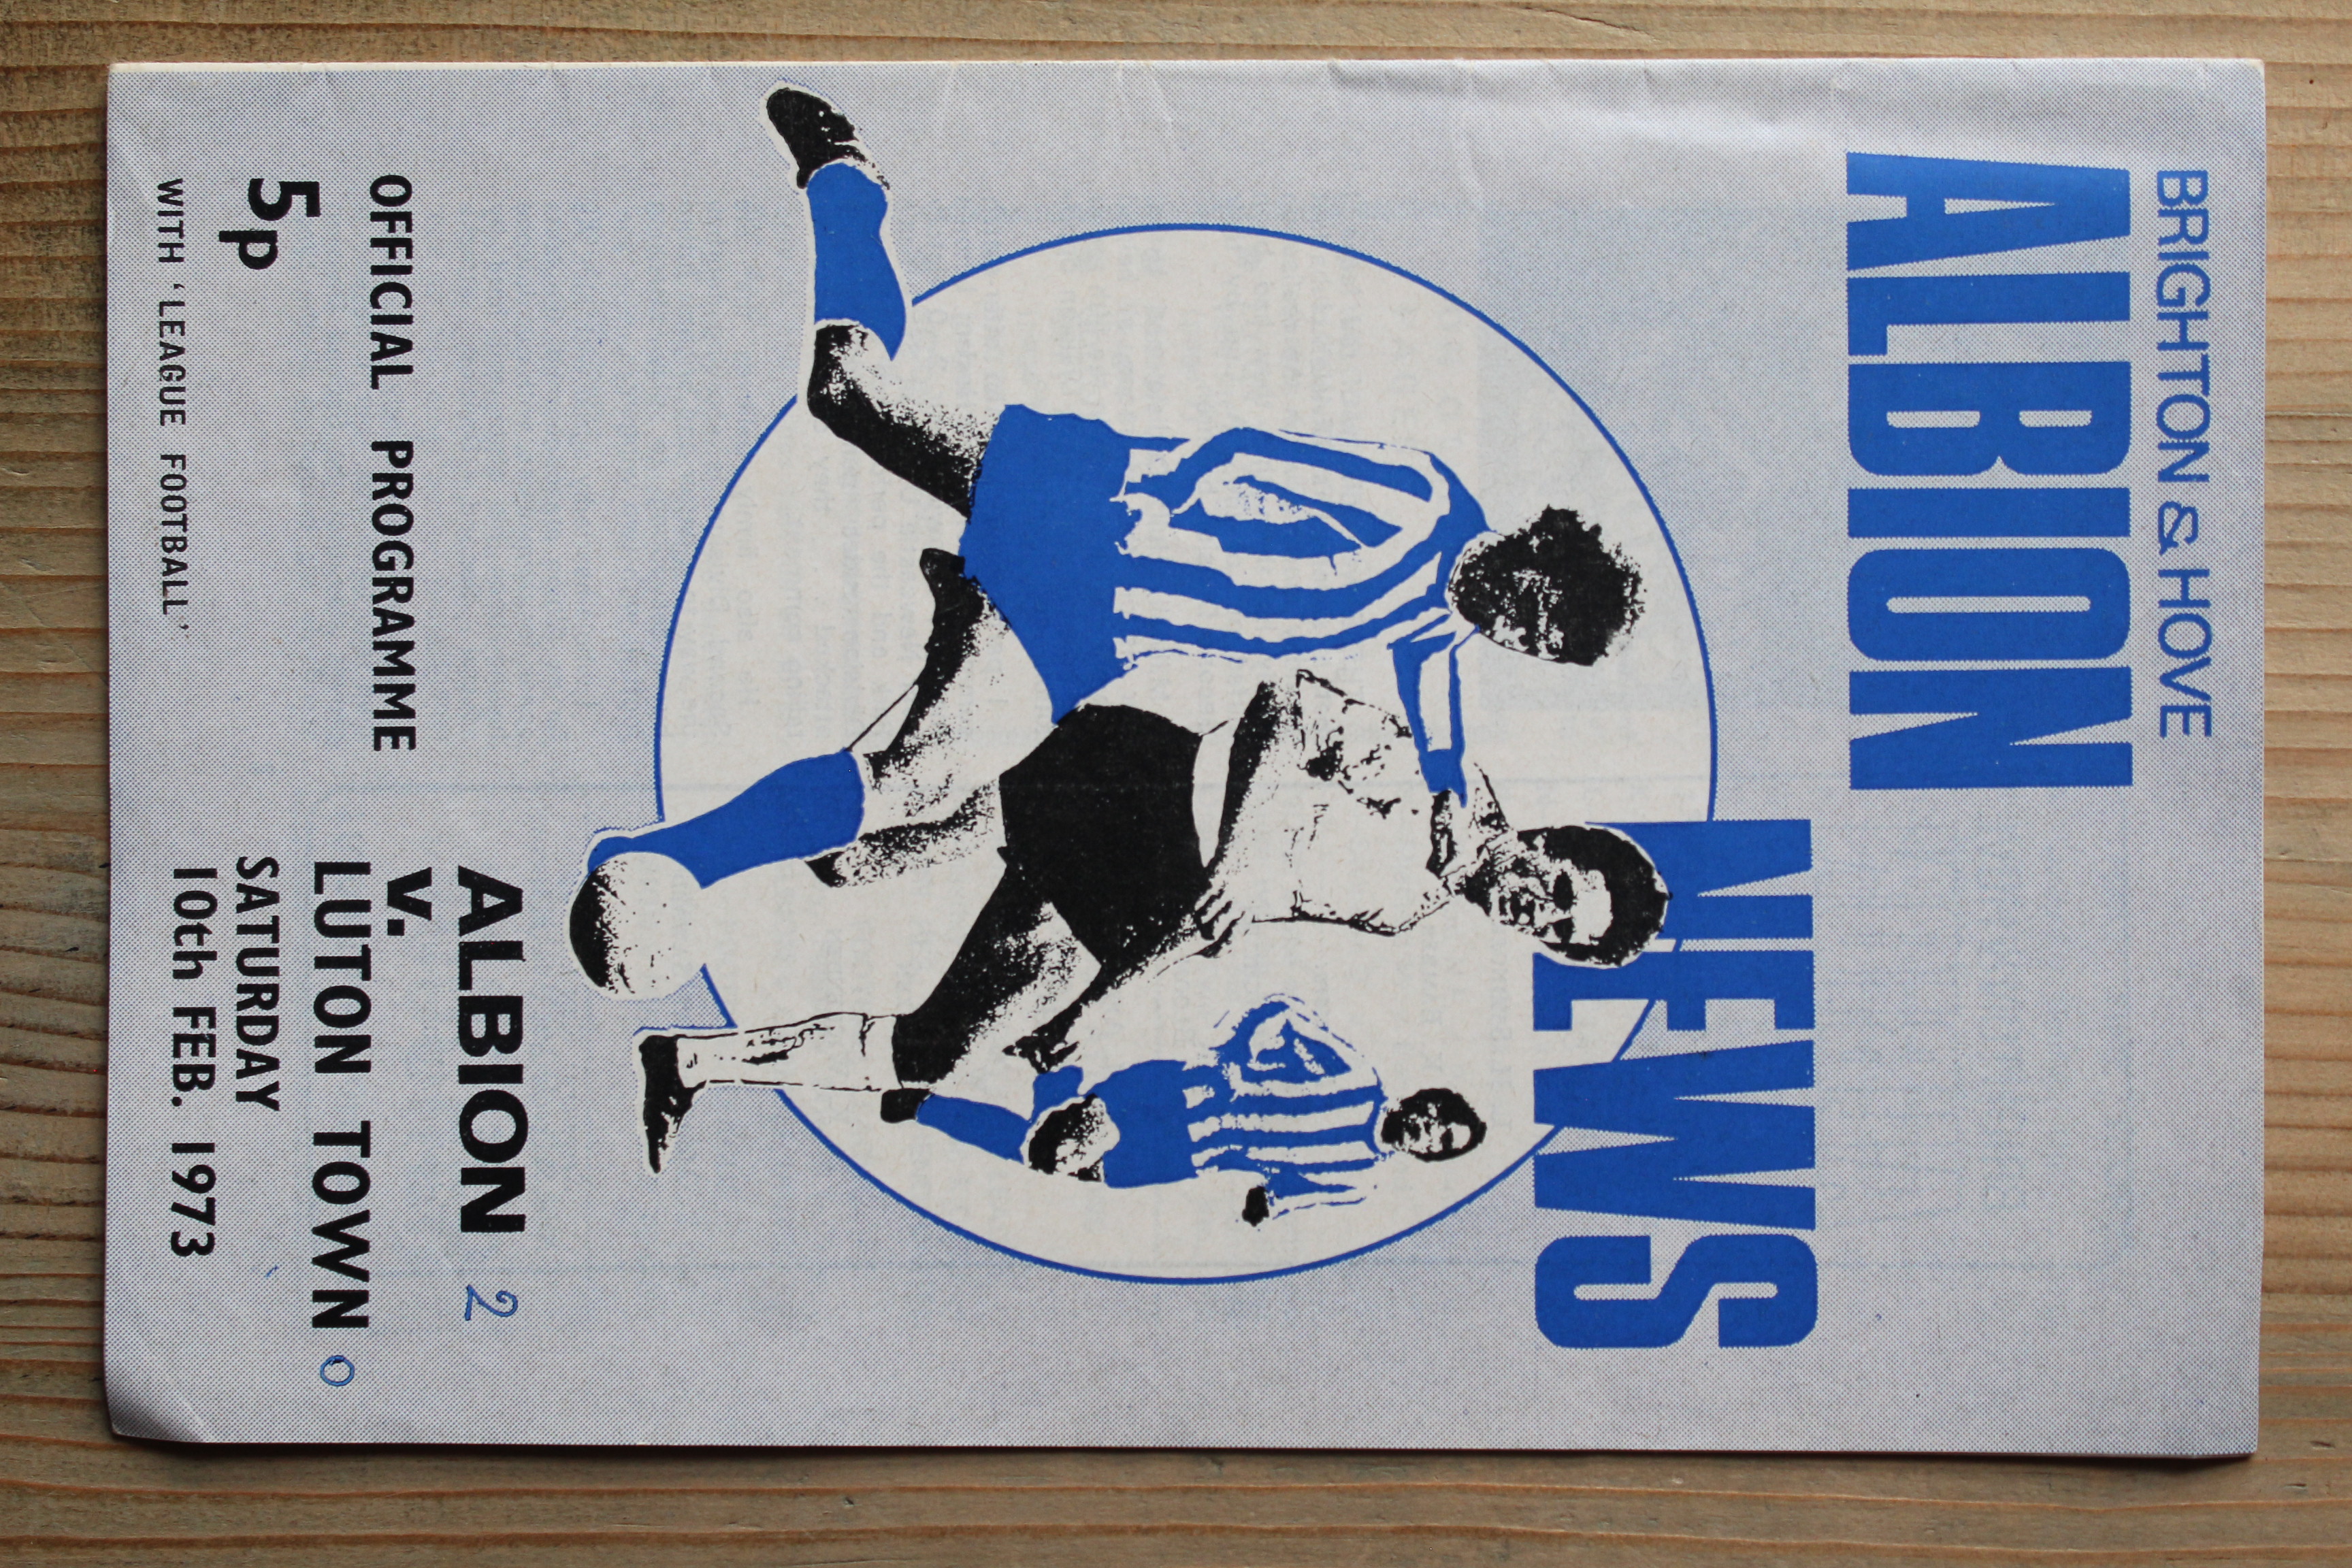 BRIGHTON & HOVE
ALBION
NEWS
OFFICIAL PROGRAMME
5p
WITH 'LEAGUE FOOTBALL'
ALBION 2
V.
LUTON TOWN 0
SATURDAY
10th FEB. 1973